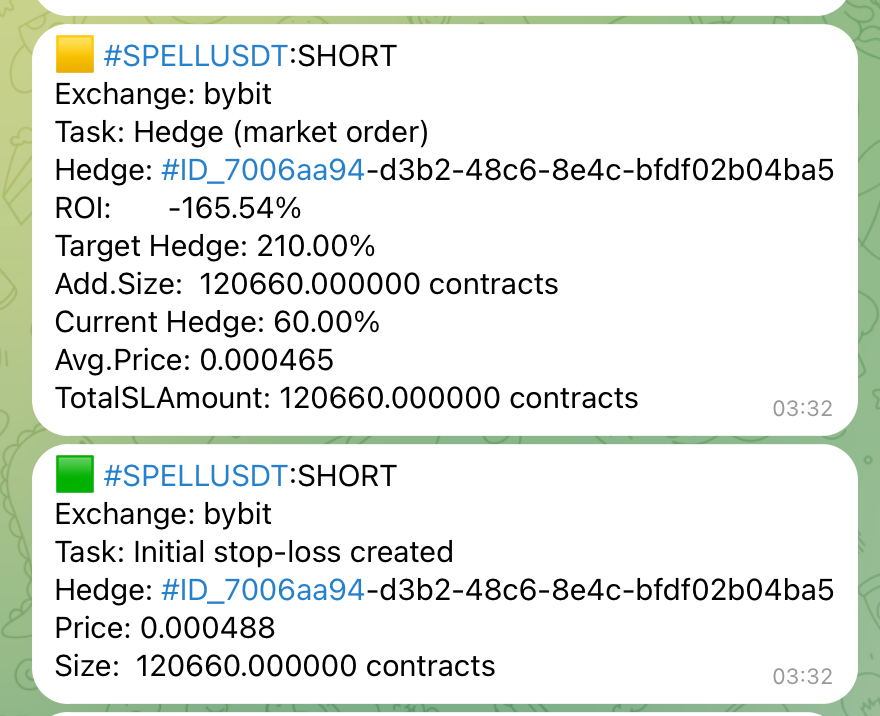 #SPELLUSDT:SHORT
Exchange: bybit
Task: Hedge (market order)
Hedge: #ID_7006aa94-d3b2-48c6-8e4c-bfdf02b04ba5
ROI: -165.54%
Target Hedge: 210.00%
Add.Size: 120660.000000 contracts
Current Hedge: 60.00%
Avg.Price: 0.000465
TotalSLAmount: 120660.000000 contracts
03:32
#SPELLUSDT:SHORT
Exchange: bybit
Task: Initial stop-loss created
Hedge: #ID_7006aa94-d3b2-48c6-8e4c-bfdf02b04ba5
Price: 0.000488
Size: 120660.000000 contracts
03:32